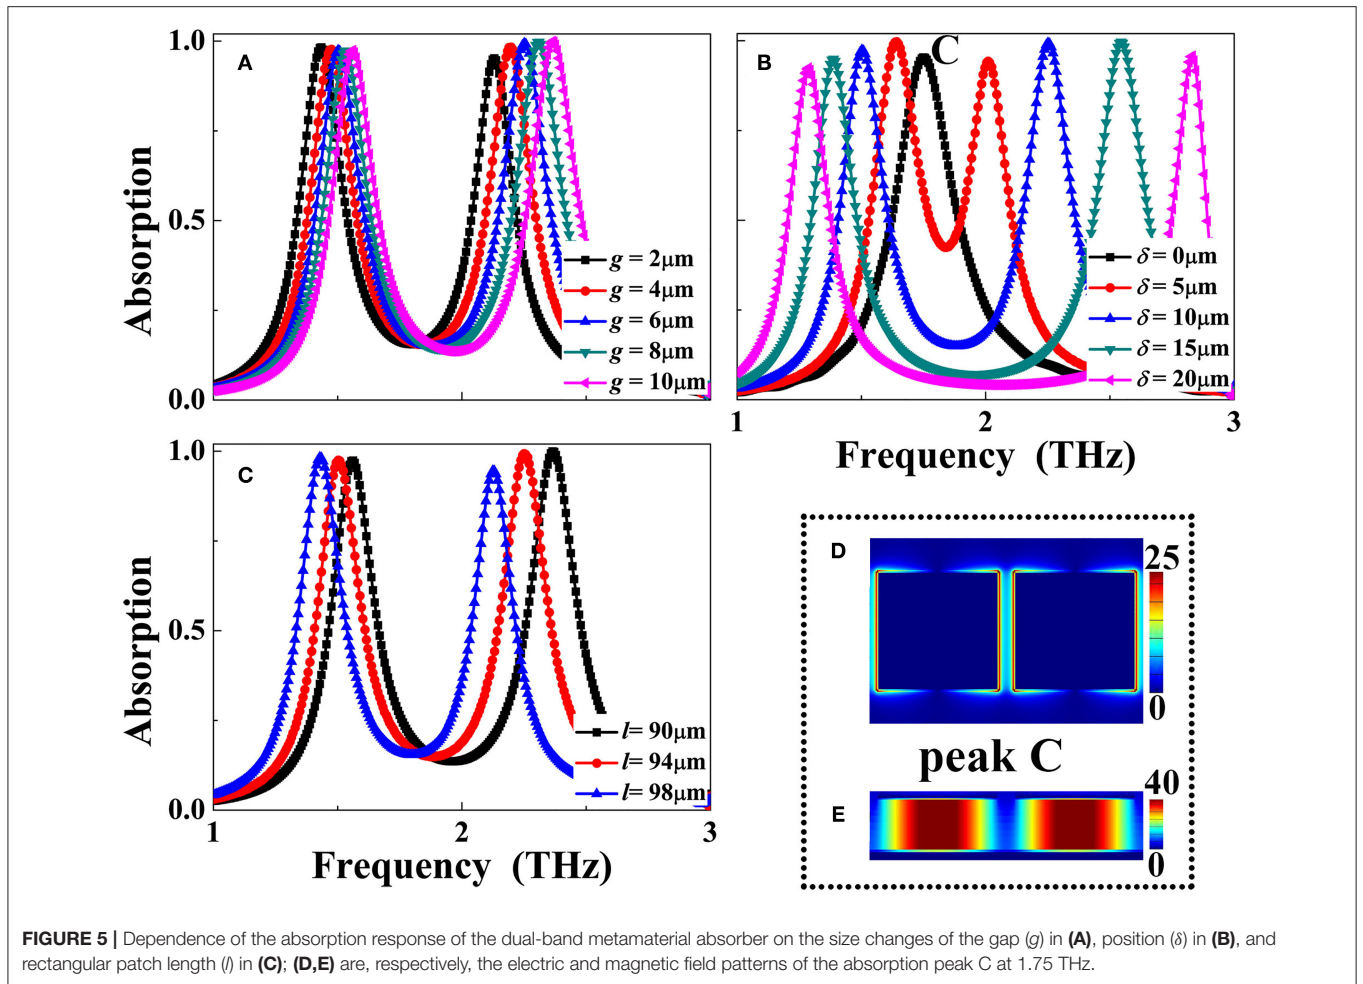 A
1.0
0.5
0.0
Absorption
g = 2μm
g = 4μm
g = 6μm
g = 8μm
g = 10μm
B
C
δ = 0μm
δ = 5μm
δ = 10μm
δ = 15μm
δ = 20μm
1 2 3
Frequency (THz)
C
1.0
0.5
0.0
Absorption
l= 90μm
l= 94μm
l= 98μm
1 2 3
Frequency (THz)
D
25
0
peak C
E
40
0
FIGURE 5 | Dependence of the absorption response of the dual-band metamaterial absorber on the size changes of the gap (g) in (A), position (δ) in (B), and
rectangular patch length (l) in (C); (D,E) are, respectively, the electric and magnetic field patterns of the absorption peak C at 1.75 THz.